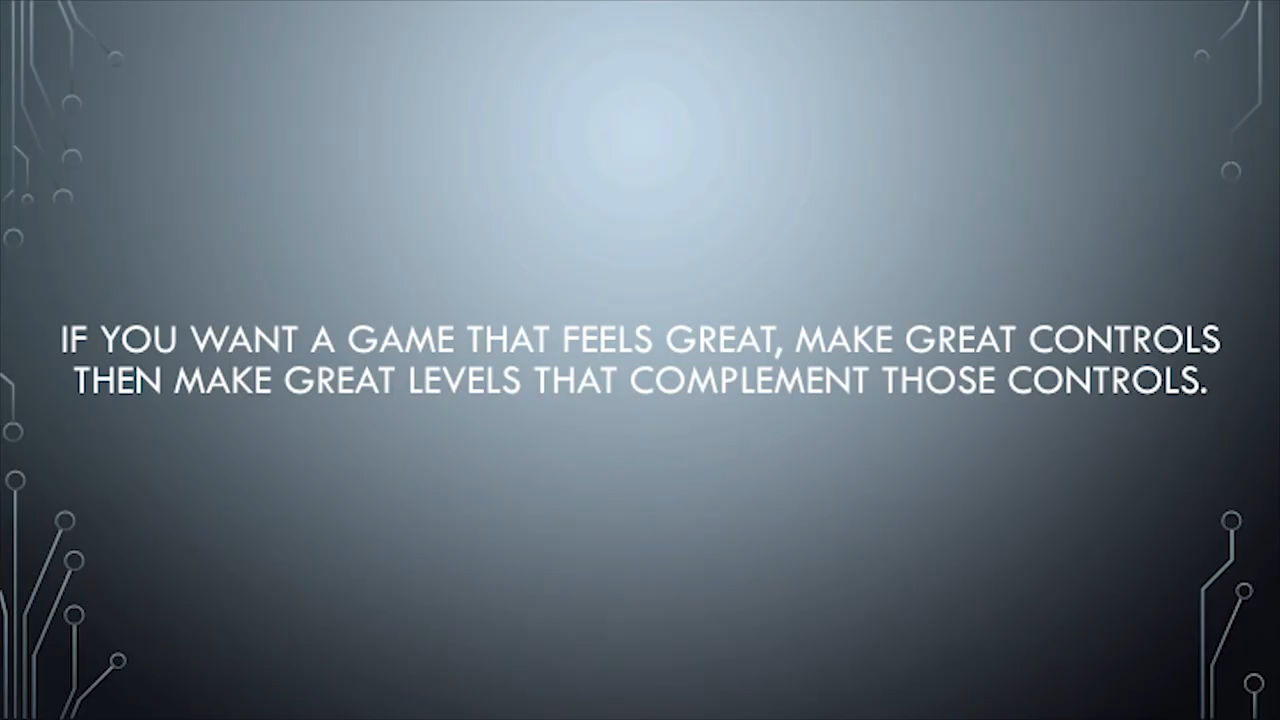 IF YOU WANT A GAME THAT FEELS GREAT, MAKE GREAT CONTROLS
THEN MAKE GREAT LEVELS THAT COMPLEMENT THOSE CONTROLS.